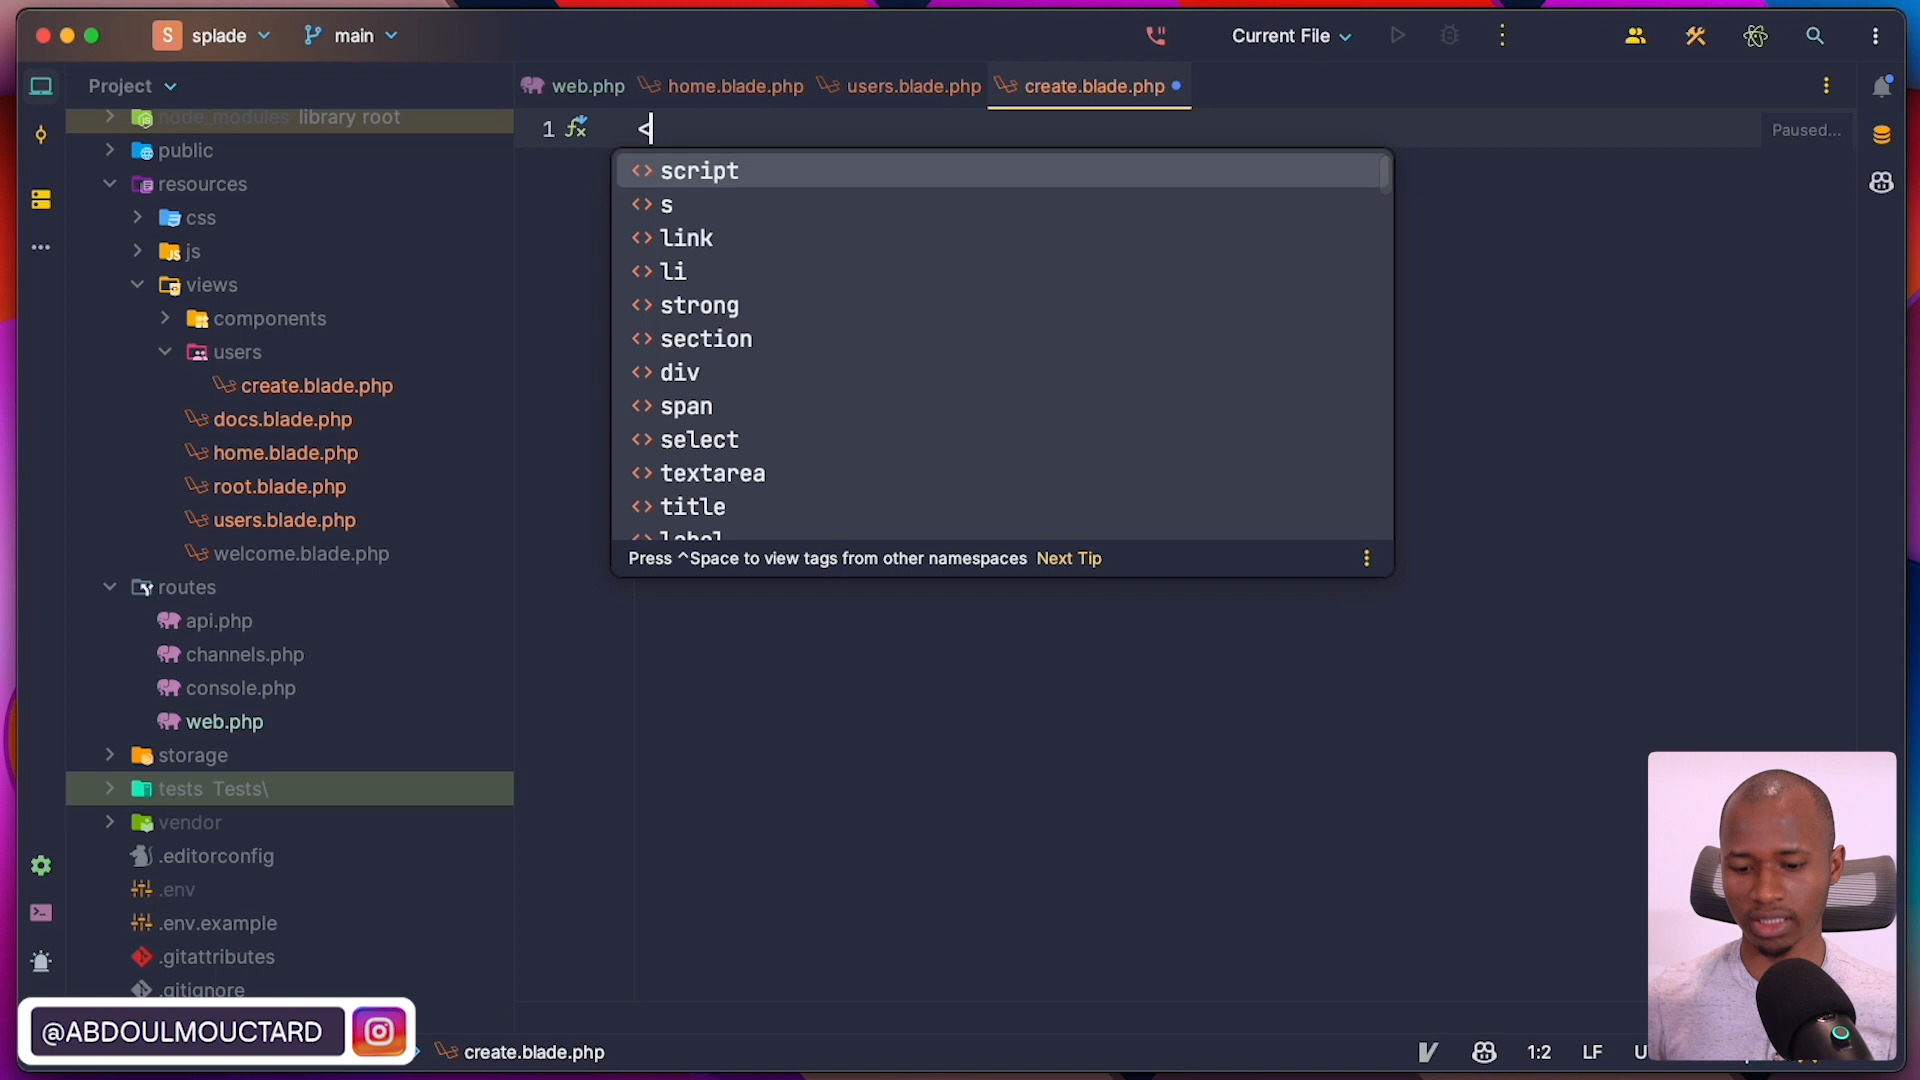 S splade main
Current File
Project
web.php home.blade.php users.blade.php create.blade.php
node_modules library root
public
resources
css
js
views
components
users
create.blade.php
docs.blade.php
home.blade.php
root.blade.php
users.blade.php
welcome.blade.php
routes
api.php
channels.php
console.php
web.php
storage
tests Tests\
vendor
.editorconfig
.env
.env.example
.gitattributes
.gitignore
1 <
Paused...
<> script
<> s
<> link
<> li
<> strong
<> section
<> div
<> span
<> select
<> textarea
<> title
<> label
Press ^Space to view tags from other namespaces Next Tip
@ABDOULMOUCTARD
create.blade.php
1:2 LF U